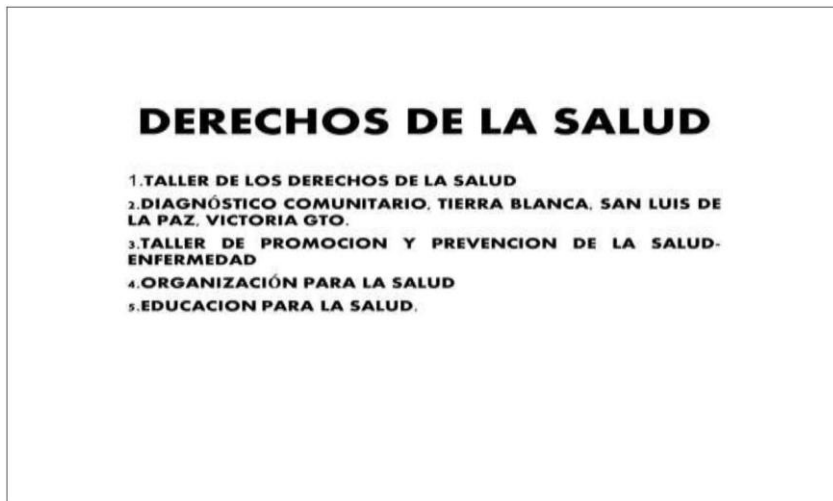 DERECHOS DE LA SALUD
1.TALLER DE LOS DERECHOS DE LA SALUD
2.DIAGNÓSTICO COMUNITARIO, TIERRA BLANCA, SAN LUIS DE
LA PAZ, VICTORIA GTO.
3.TALLER DE PROMOCION Y PREVENCION DE LA SALUD-
ENFERMEDAD
4.ORGANIZACIÓN PARA LA SALUD
5.EDUCACION PARA LA SALUD.